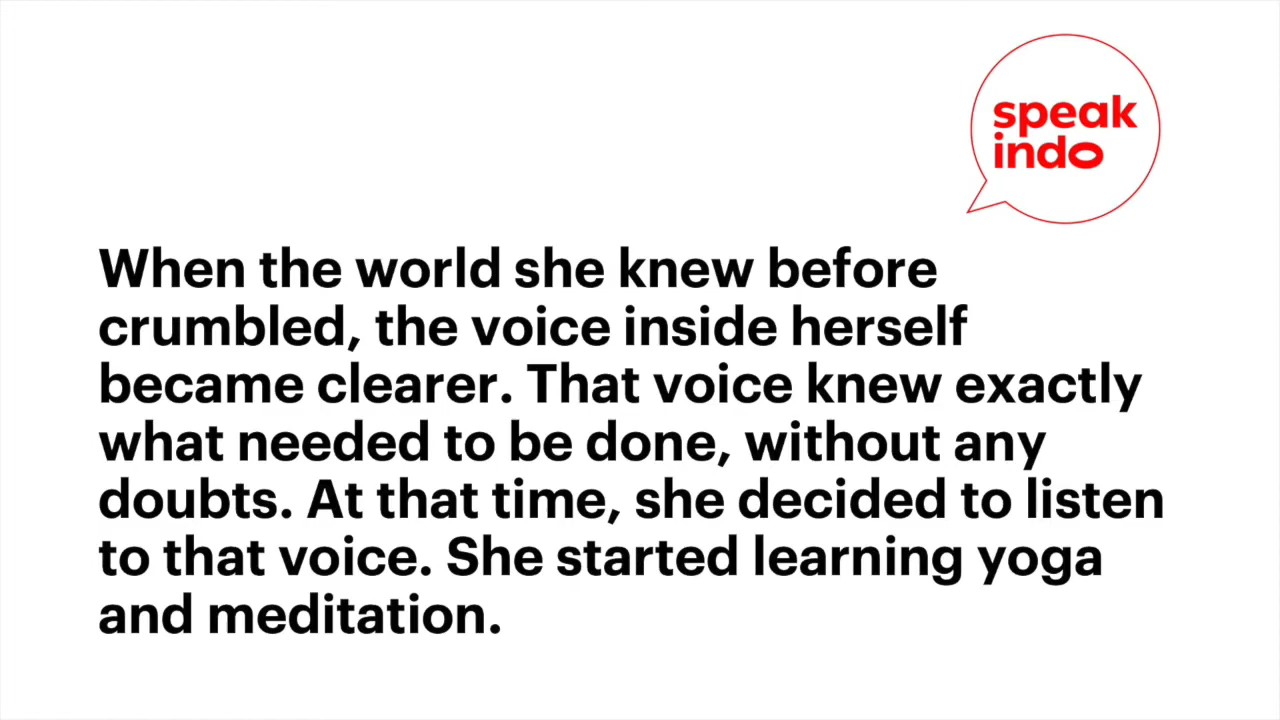 speak
indo
When the world she knew before
crumbled, the voice inside herself
became clearer. That voice knew exactly
what needed to be done, without any
doubts. At that time, she decided to listen
to that voice. She started learning yoga
and meditation.